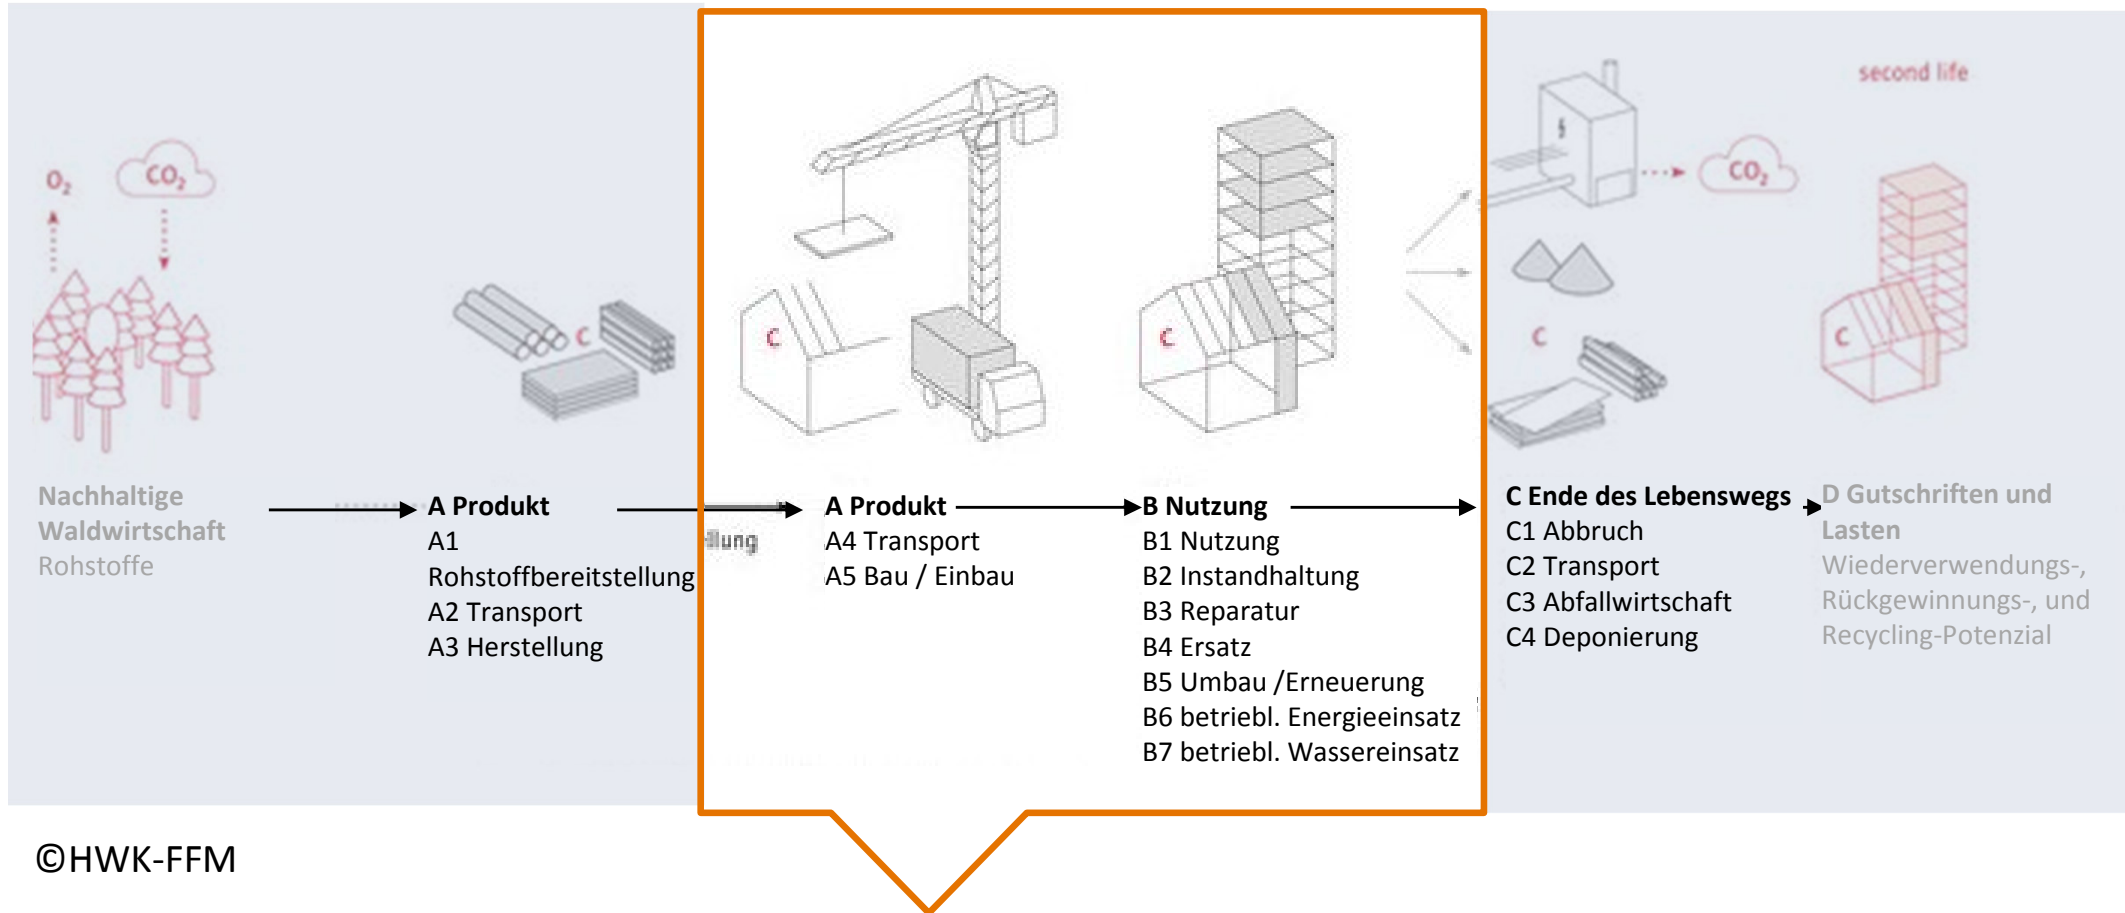 second life
O₂
CO₂
CO₂
C
C
C
C
C
Nachhaltige
Waldwirtschaft
Rohstoffe
A Produkt
A1
Rohstoffbereitstellung
A2 Transport
A3 Herstellung
llung
A Produkt
A4 Transport
A5 Bau / Einbau
B Nutzung
B1 Nutzung
B2 Instandhaltung
B3 Reparatur
B4 Ersatz
B5 Umbau /Erneuerung
B6 betriebl. Energieeinsatz
B7 betriebl. Wassereinsatz
C Ende des Lebenswegs
C1 Abbruch
C2 Transport
C3 Abfallwirtschaft
C4 Deponierung
D Gutschriften und
Lasten
Wiederverwendungs-,
Rückgewinnungs-, und
Recycling-Potenzial
©HWK-FFM